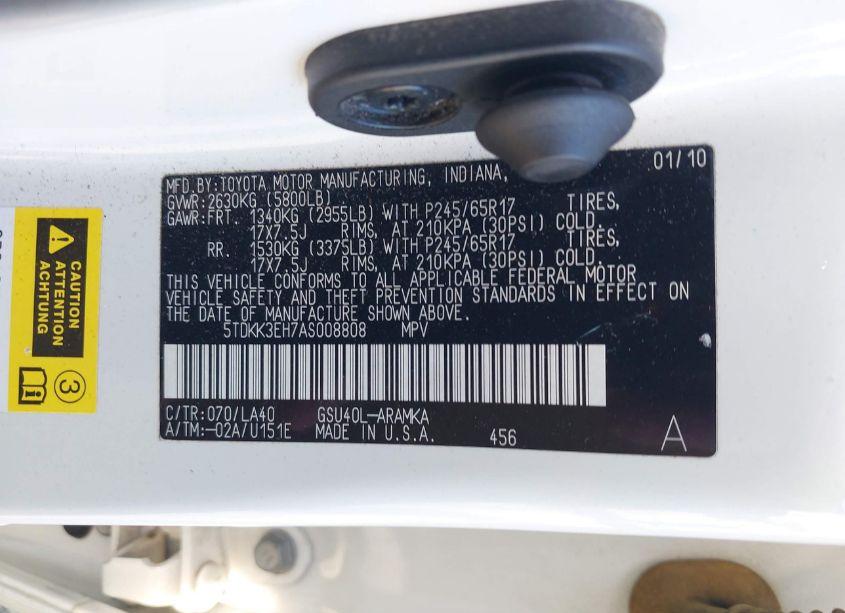 01/10
MFD. BY: TOYOTA MOTOR MANUFACTURING, INDIANA,
GVWR: 2630KG (5800LB)
GAWR: FRT. 1340KG (2955LB) WITH P245/65R17 TIRES,
17X7.5J RIMS, AT 210KPA (30PSI) COLD.
RR. 1530KG (3375LB) WITH P245/65R17 TIRES,
17X7.5J RIMS, AT 210KPA (30PSI) COLD.
THIS VEHICLE CONFORMS TO ALL APPLICABLE FEDERAL MOTOR
VEHICLE SAFETY AND THEFT PREVENTION STANDARDS IN EFFECT ON
THE DATE OF MANUFACTURE SHOWN ABOVE.
5TDKK3EH7AS008808 MPV
C/TR: 070/LA40 GSU40L-ARAMKA
A/TM: -02A/U151E MADE IN U.S.A. 456
A
CAUTION
ATTENTION
ACHTUNG
3